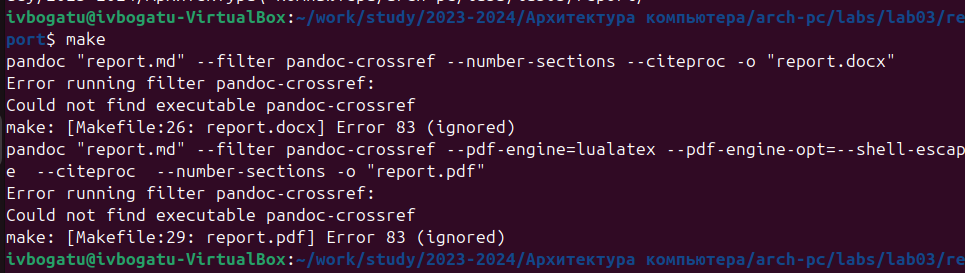 ivbogatu@ivbogatu-VirtualBox:~/work/study/2023-2024/Архитектура компьютера/arch-pc/labs/lab03/re
port$ make
pandoc "report.md" --filter pandoc-crossref --number-sections --citeproc -o "report.docx"
Error running filter pandoc-crossref:
Could not find executable pandoc-crossref
make: [Makefile:26: report.docx] Error 83 (ignored)
pandoc "report.md" --filter pandoc-crossref --pdf-engine=lualatex --pdf-engine-opt=--shell-escap
e  --citeproc  --number-sections -o "report.pdf"
Error running filter pandoc-crossref:
Could not find executable pandoc-crossref
make: [Makefile:29: report.pdf] Error 83 (ignored)
ivbogatu@ivbogatu-VirtualBox:~/work/study/2023-2024/Архитектура компьютера/arch-pc/labs/lab03/re